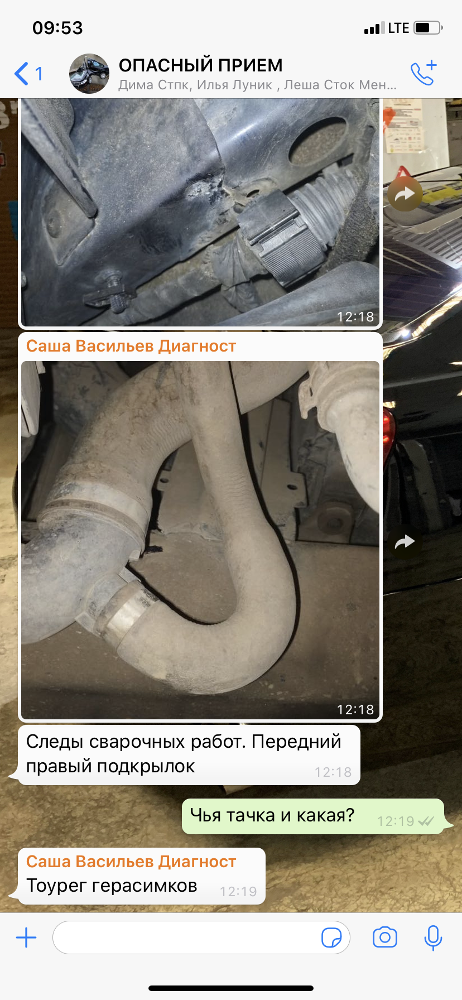 09:53
LTE
1
ОПАСНЫЙ ПРИЕМ
Дима Стпк, Илья Луник , Леша Сток Мен...
12:18
Саша Васильев Диагност
12:18
Следы сварочных работ. Передний
правый подкрылок
12:18
Чья тачка и какая?
12:19
Саша Васильев Диагност
Тоурег герасимков
12:19